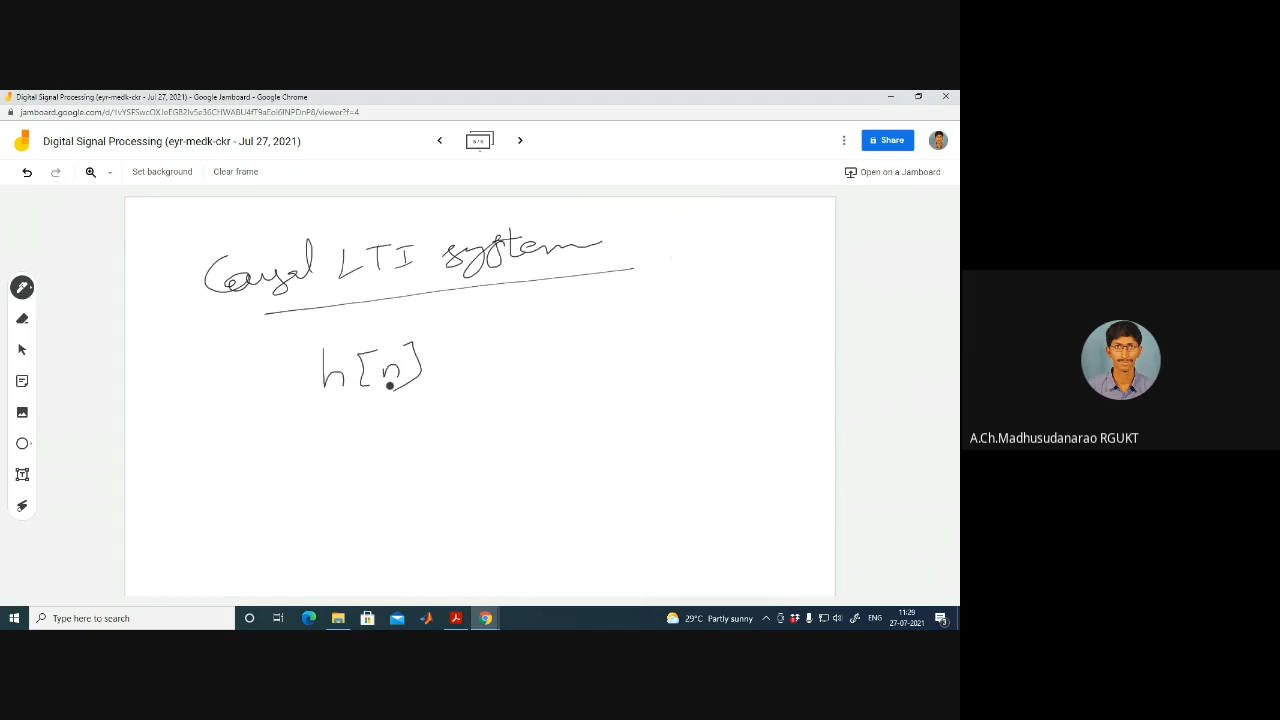 Digital Signal Processing (eyr-medk-ckr - Jul 27, 2021) - Google Jamboard - Google Chrome
Digital Signal Processing (eyr-medk-ckr - Jul 27, 2021)
Share
Set background
Clear frame
Open on a Jamboard
Causal LTI system
h[n]
A.Ch.Madhusudanarao RGUKT
Type here to search
29°C Partly sunny
ENG
11:29
27-07-2021